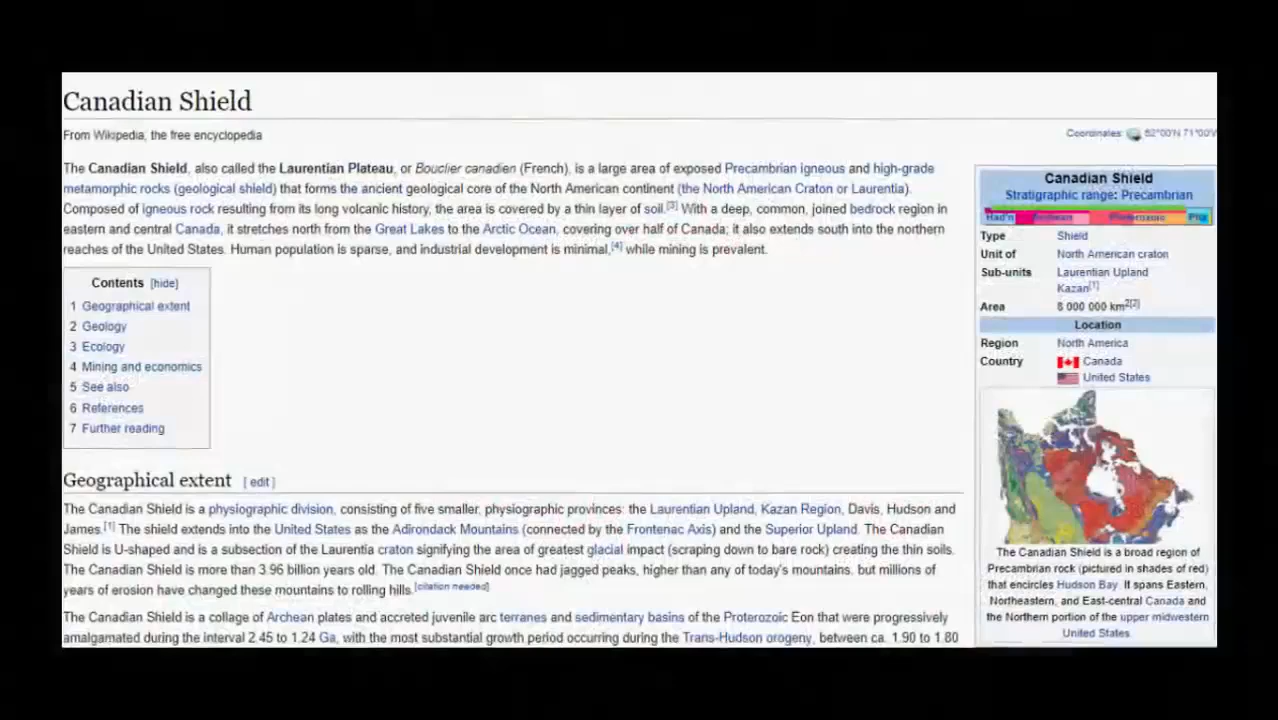 Canadian Shield
From Wikipedia, the free encyclopedia
Coordinates: 52°00'N 71°00'
The Canadian Shield, also called the Laurentian Plateau, or Bouclier canadien (French), is a large area of exposed Precambrian igneous and high-grade
metamorphic rocks (geological shield) that forms the ancient geological core of the North American continent (the North American Craton or Laurentia).
Composed of igneous rock resulting from its long volcanic history, the area is covered by a thin layer of soil.[3] With a deep, common, joined bedrock region in
eastern and central Canada, it stretches north from the Great Lakes to the Arctic Ocean, covering over half of Canada; it also extends south into the northern
reaches of the United States. Human population is sparse, and industrial development is minimal,[4] while mining is prevalent.
Contents [hide]
1 Geographical extent
2 Geology
3 Ecology
4 Mining and economics
5 See also
6 References
7 Further reading
Geographical extent [ edit ]
The Canadian Shield is a physiographic division, consisting of five smaller, physiographic provinces: the Laurentian Upland, Kazan Region, Davis, Hudson and
James.[1] The shield extends into the United States as the Adirondack Mountains (connected by the Frontenac Axis) and the Superior Upland. The Canadian
Shield is U-shaped and is a subsection of the Laurentia craton signifying the area of greatest glacial impact (scraping down to bare rock) creating the thin soils.
The Canadian Shield is more than 3.96 billion years old. The Canadian Shield once had jagged peaks, higher than any of today's mountains, but millions of
years of erosion have changed these mountains to rolling hills.[citation needed]
The Canadian Shield is a collage of Archean plates and accreted juvenile arc terranes and sedimentary basins of the Proterozoic Eon that were progressively
amalgamated during the interval 2.45 to 1.24 Ga, with the most substantial growth period occurring during the Trans-Hudson orogeny, between ca. 1.90 to 1.80
Canadian Shield
Stratigraphic range: Precambrian
Had'n Archean Proterozoic Pha
Type Shield
Unit of North American craton
Sub-units Laurentian Upland
Kazan[1]
Area 8 000 000 km2[2]
Location
Region North America
Country Canada
United States
The Canadian Shield is a broad region of
Precambrian rock (pictured in shades of red)
that encircles Hudson Bay. It spans Eastern,
Northeastern, and East-central Canada and
the Northern portion of the upper midwestern
United States.